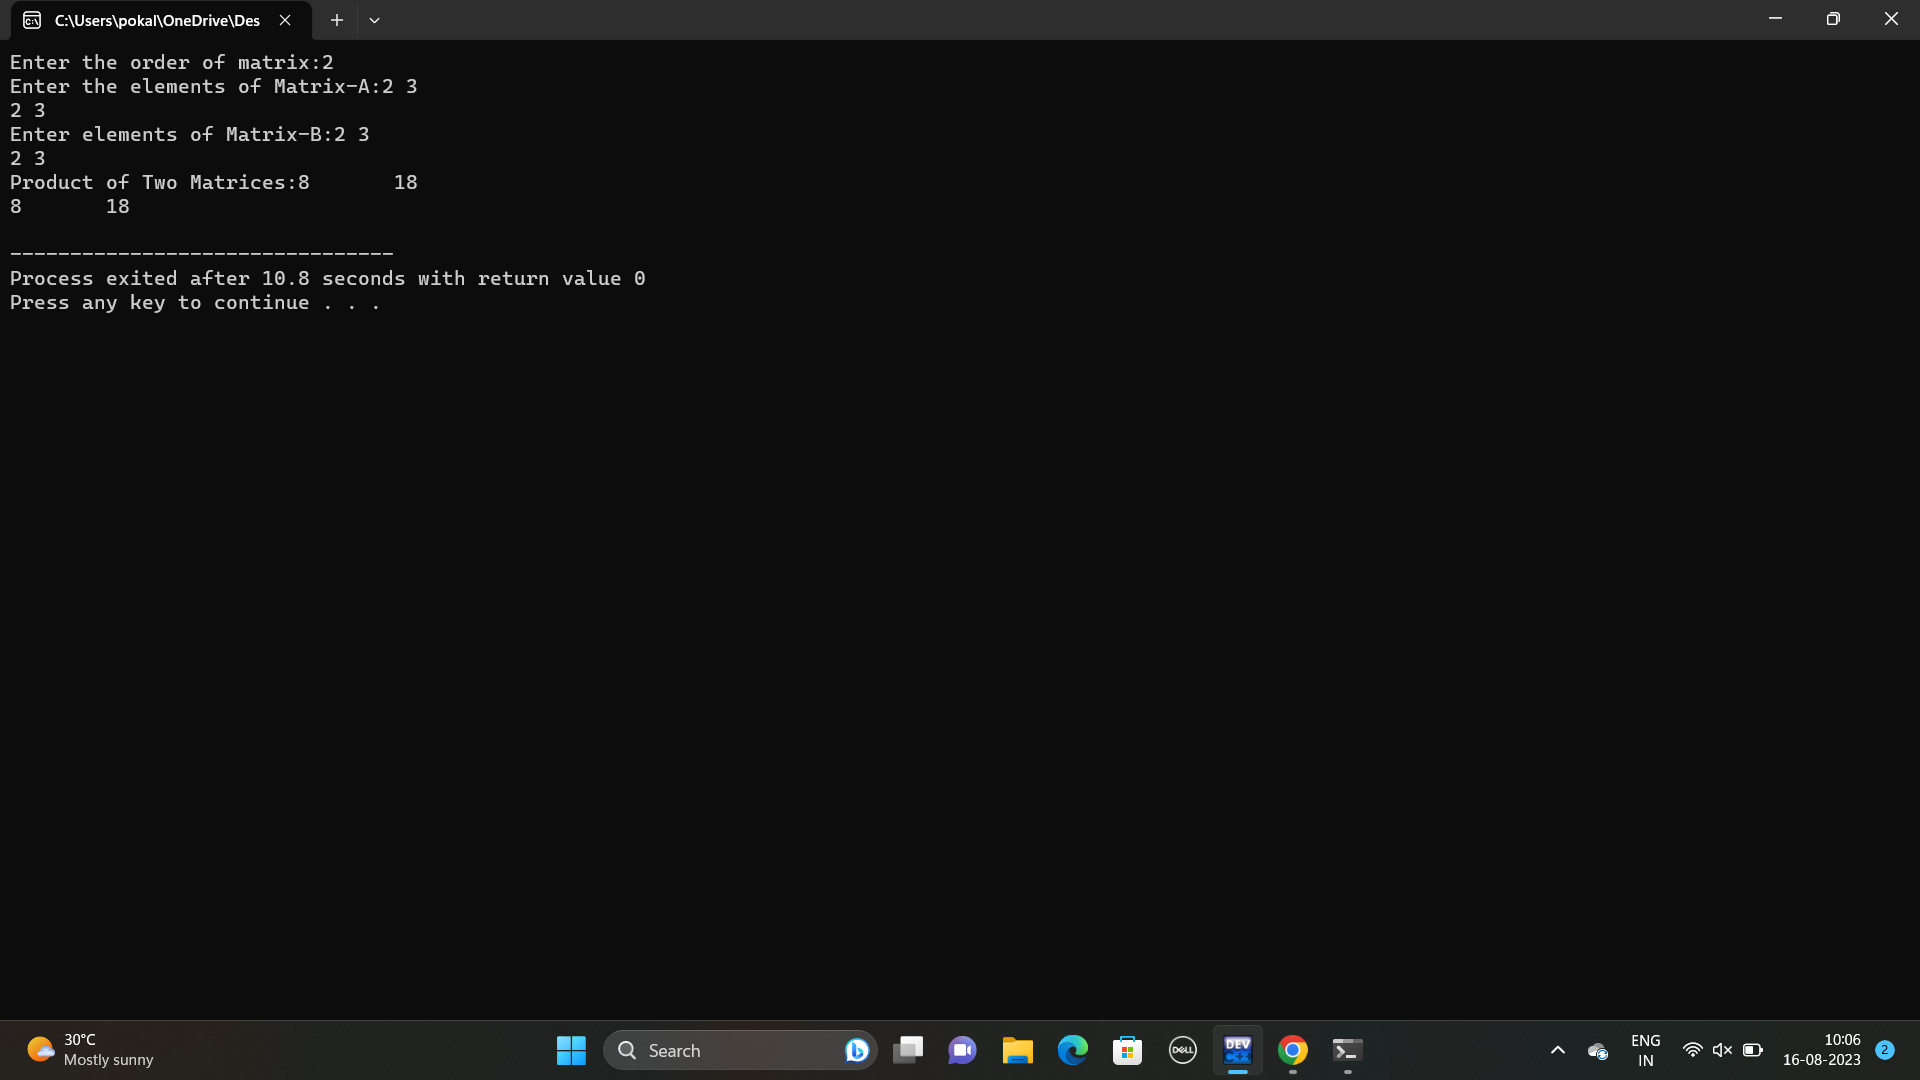 C:\Users\pokal\OneDrive\Des
Enter the order of matrix:2
Enter the elements of Matrix-A:2 3
2 3
Enter elements of Matrix-B:2 3
2 3
Product of Two Matrices:8       18
8       18
--------------------------------
Process exited after 10.8 seconds with return value 0
Press any key to continue . . .
30°C
Mostly sunny
Search
DELL
DEV
C++
ENG
IN
10:06
16-08-2023
2